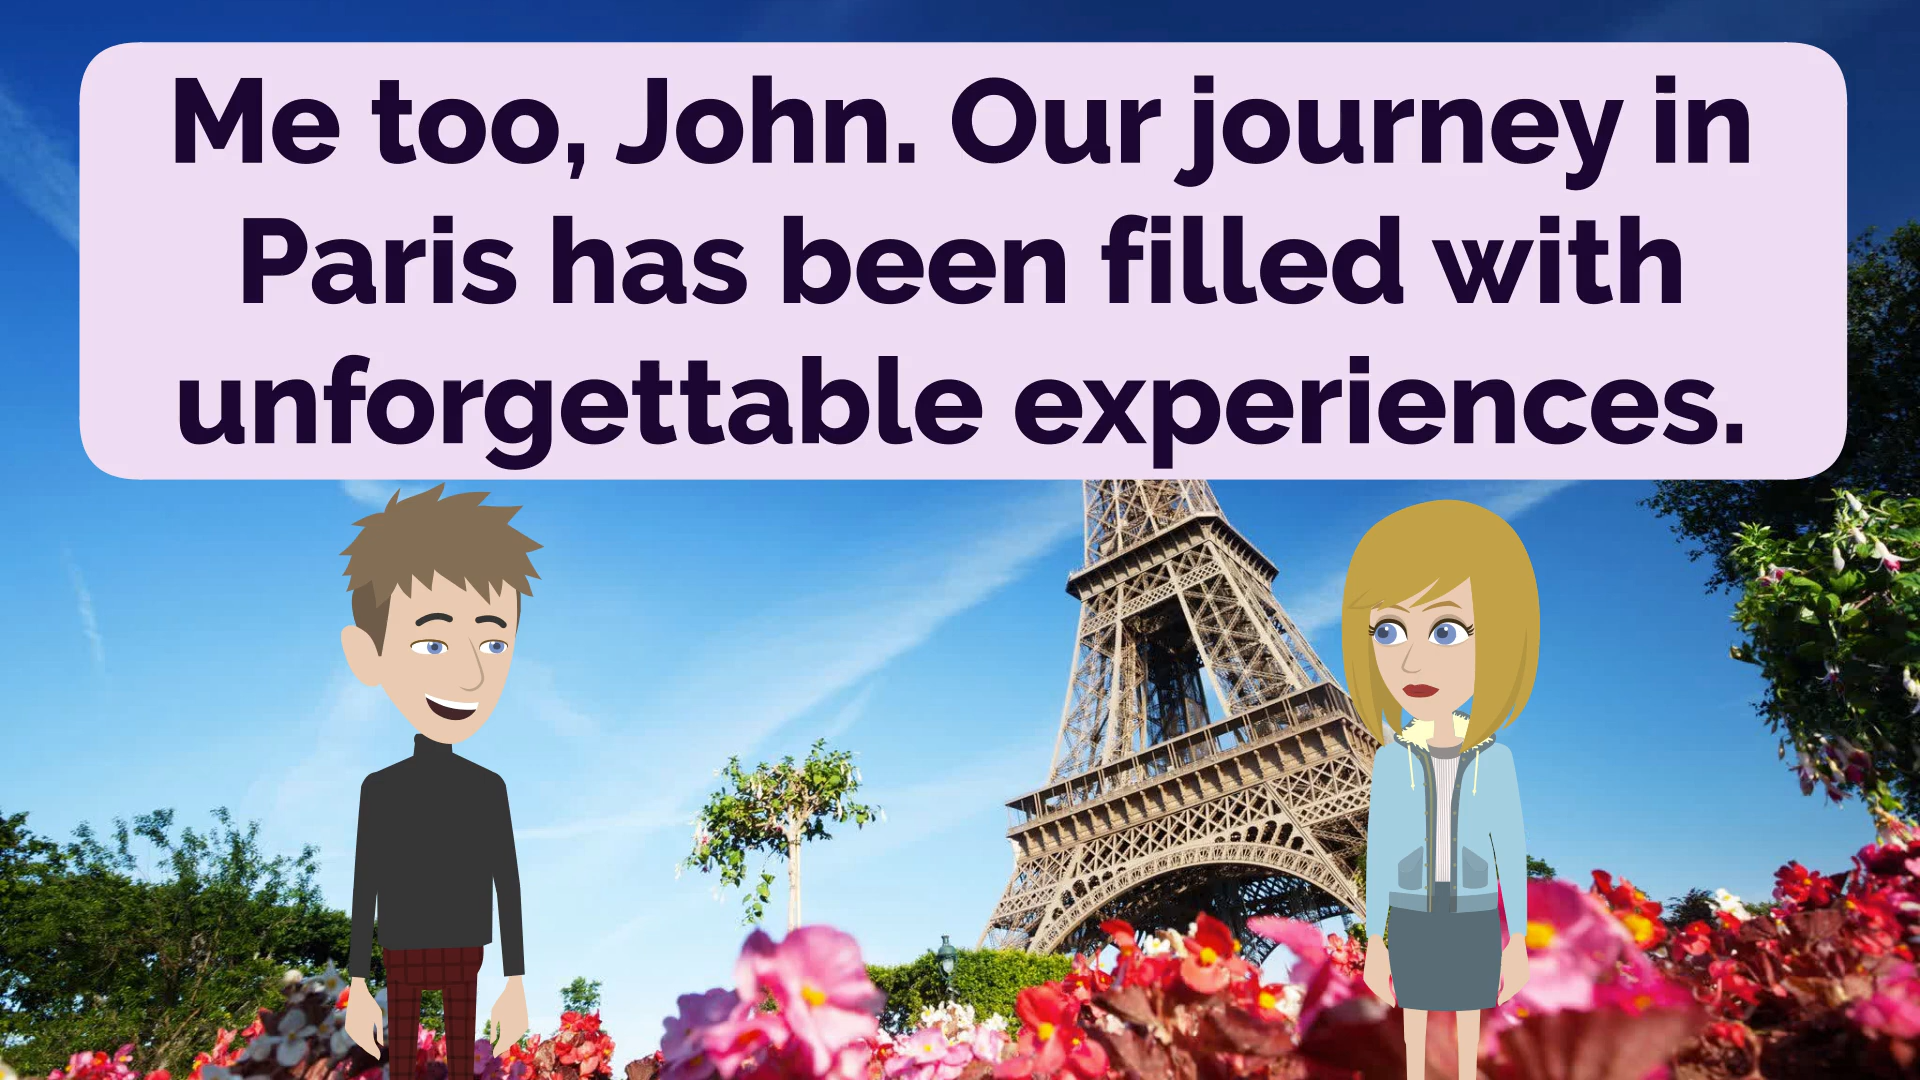 Me too, John. Our journey in
Paris has been filled with
unforgettable experiences.